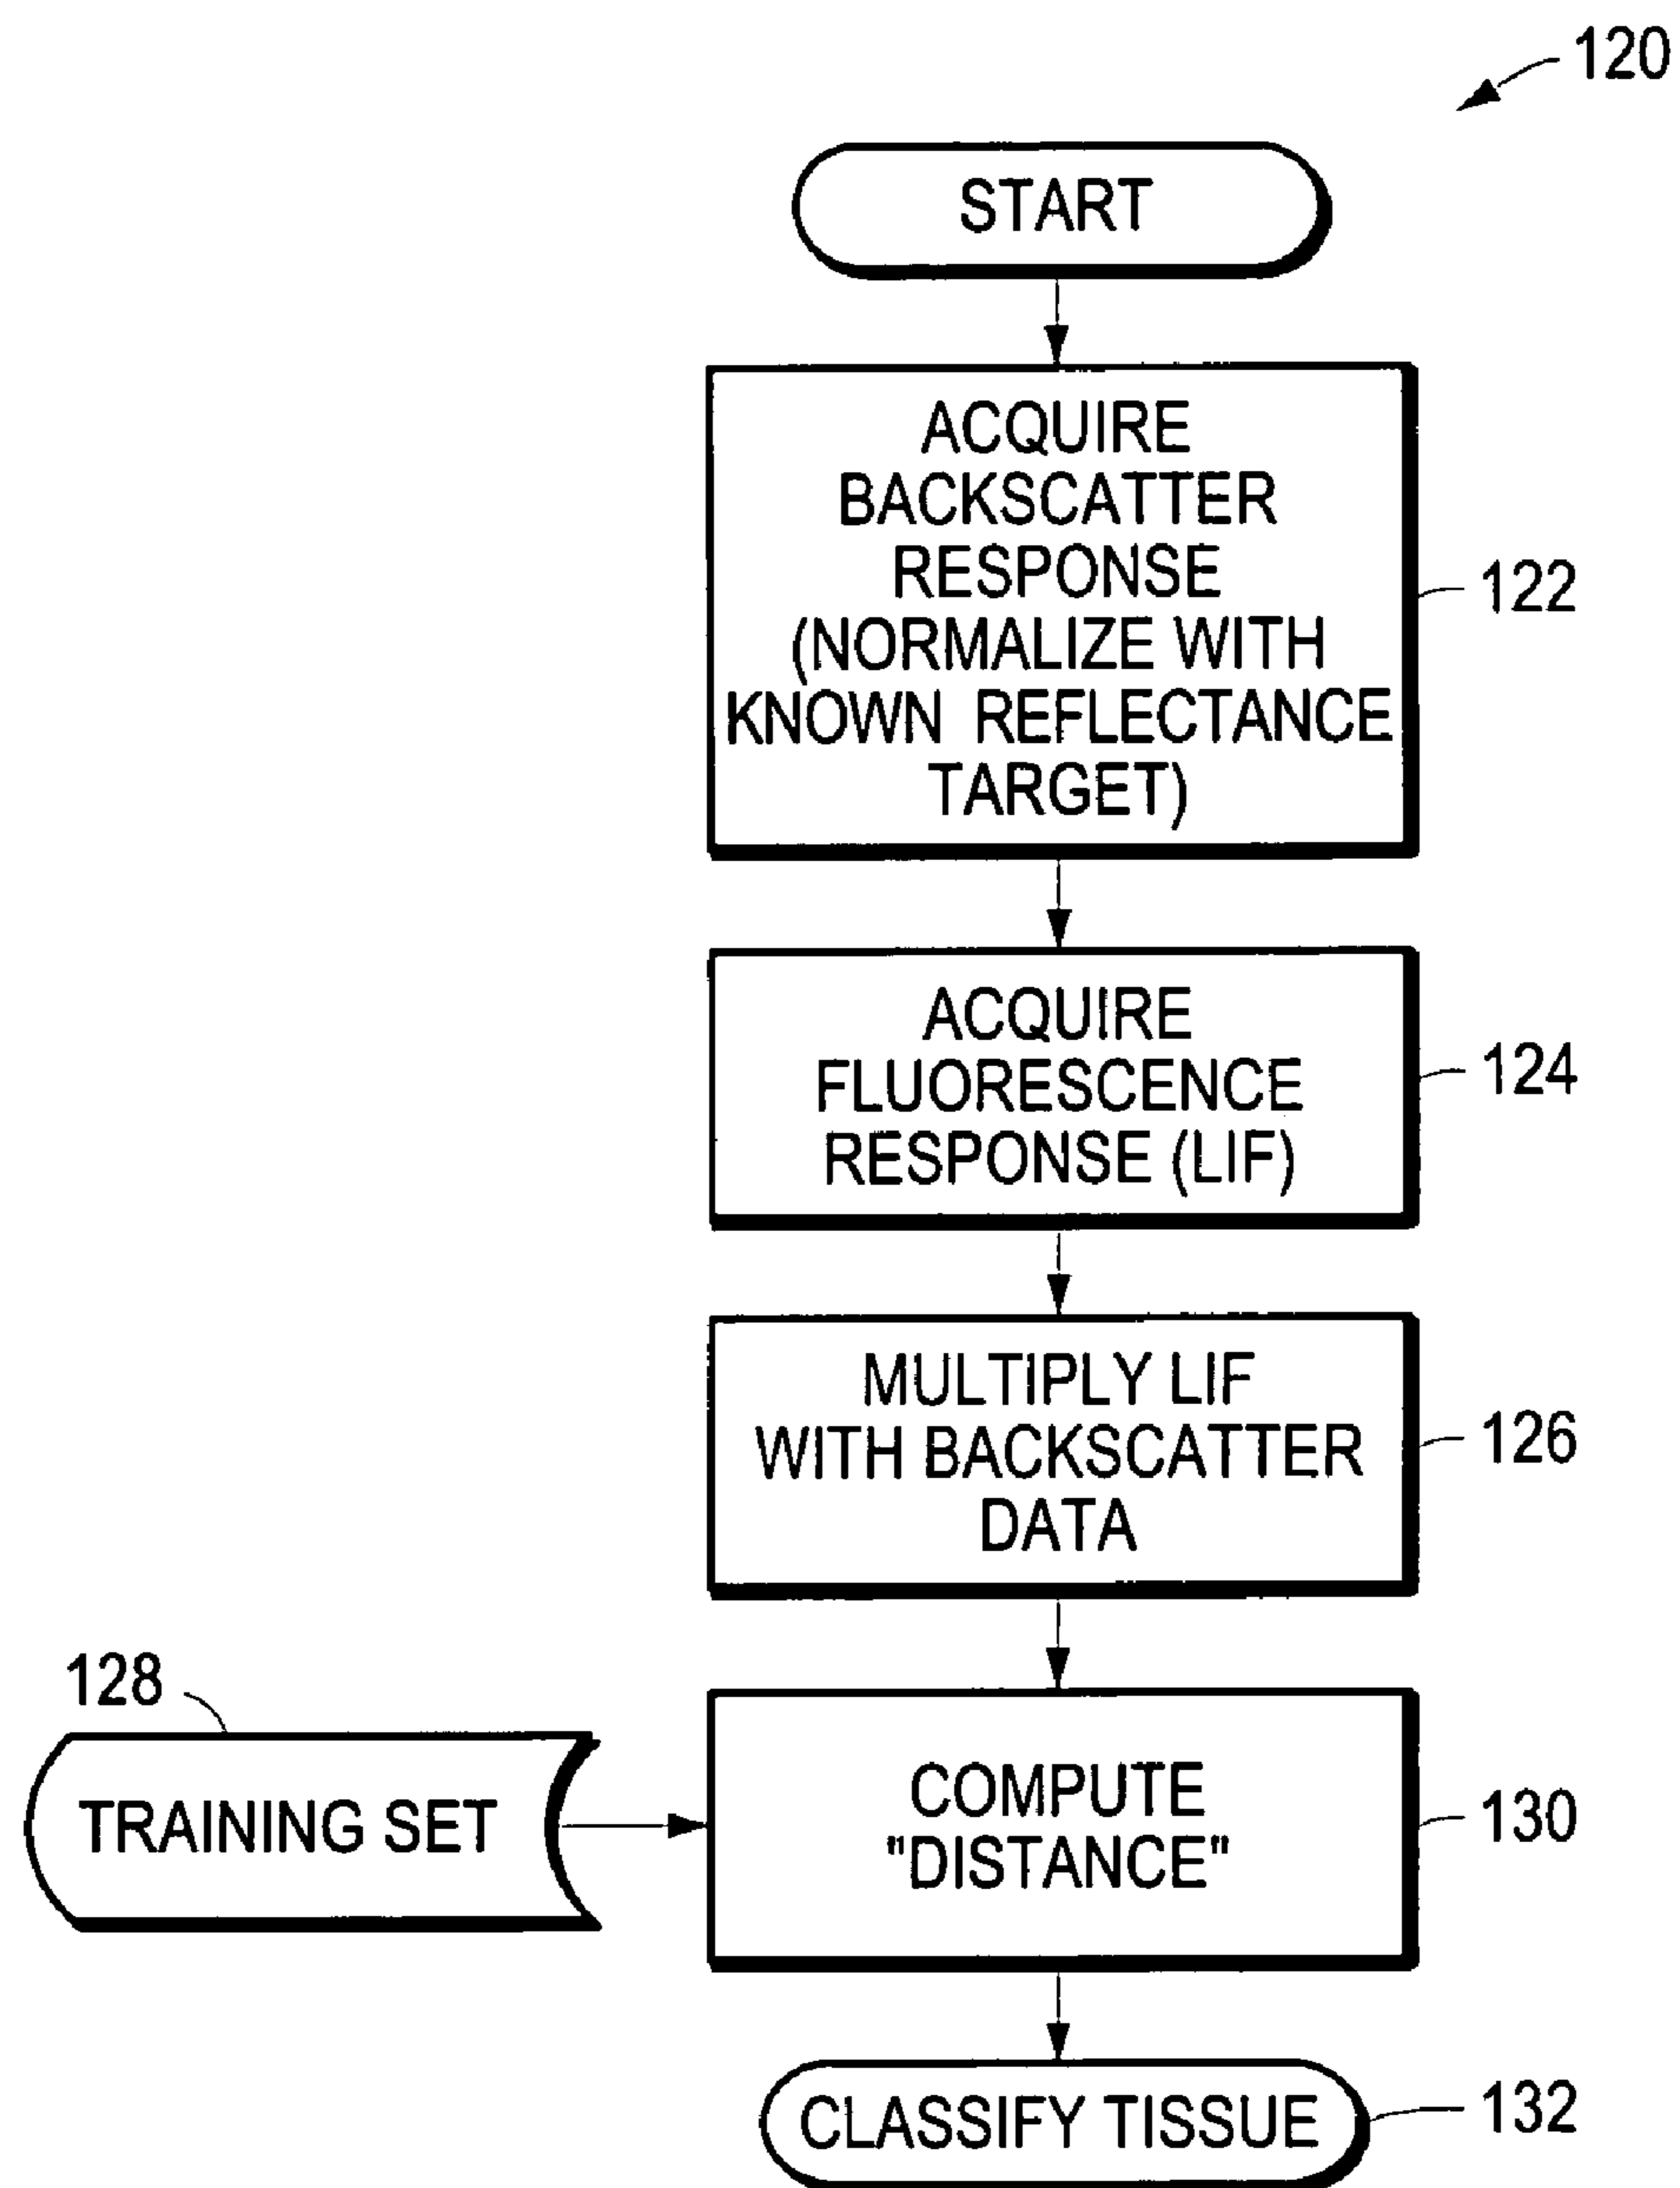 120
START
ACQUIRE
BACKSCATTER
RESPONSE
(NORMALIZE WITH
KNOWN REFLECTANCE
TARGET)
122
ACQUIRE
FLUORESCENCE
RESPONSE (LIF)
124
MULTIPLY LIF
WITH BACKSCATTER
DATA
126
128
TRAINING SET
COMPUTE
"DISTANCE"
130
CLASSIFY TISSUE
132